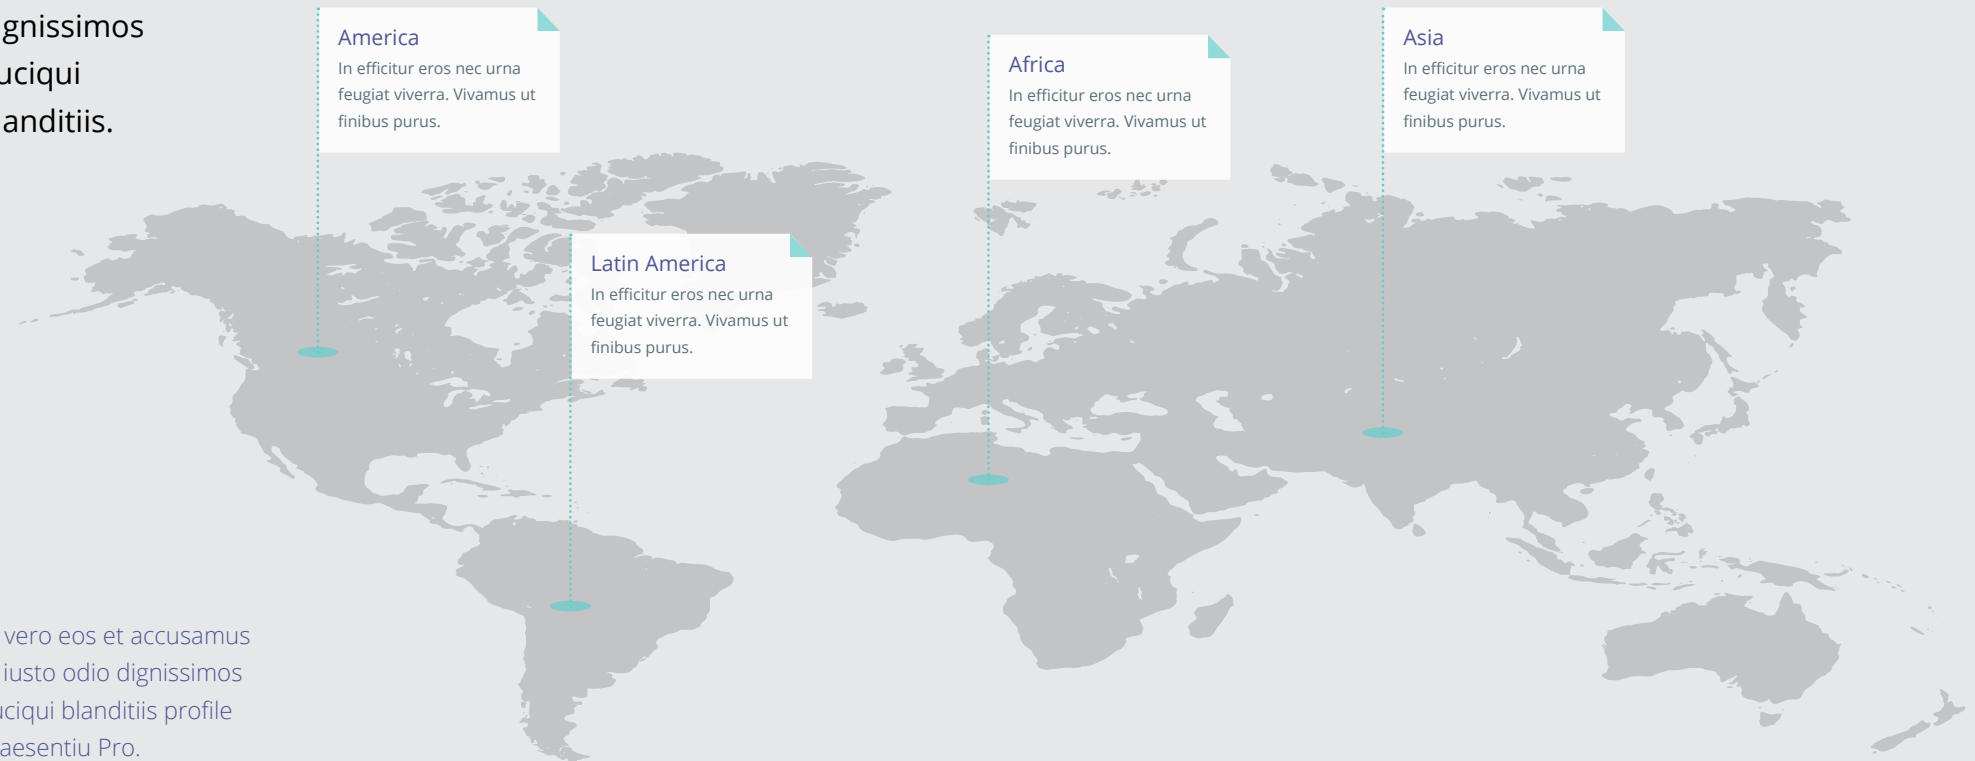 gnissimos
uciqui
anditiis.
America
In efficitur eros nec urna
feugiat viverra. Vivamus ut
finibus purus.
Africa
In efficitur eros nec urna
feugiat viverra. Vivamus ut
finibus purus.
Asia
In efficitur eros nec urna
feugiat viverra. Vivamus ut
finibus purus.
Latin America
In efficitur eros nec urna
feugiat viverra. Vivamus ut
finibus purus.
vero eos et accusamus
iusto odio dignissimos
uciqui blanditiis profile
aesentiu Pro.